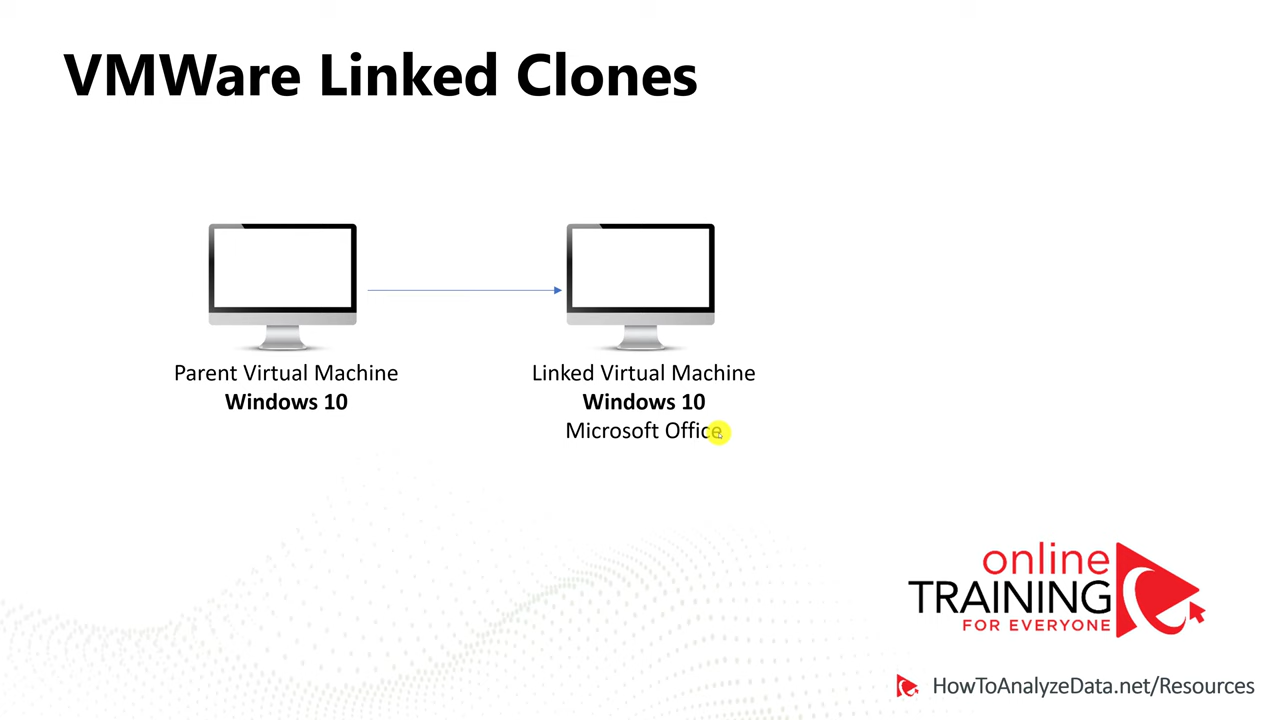 VMWare Linked Clones
Parent Virtual Machine
Windows 10
Linked Virtual Machine
Windows 10
Microsoft Office
online
TRAINING
FOR EVERYONE
HowToAnalyzeData.net/Resources